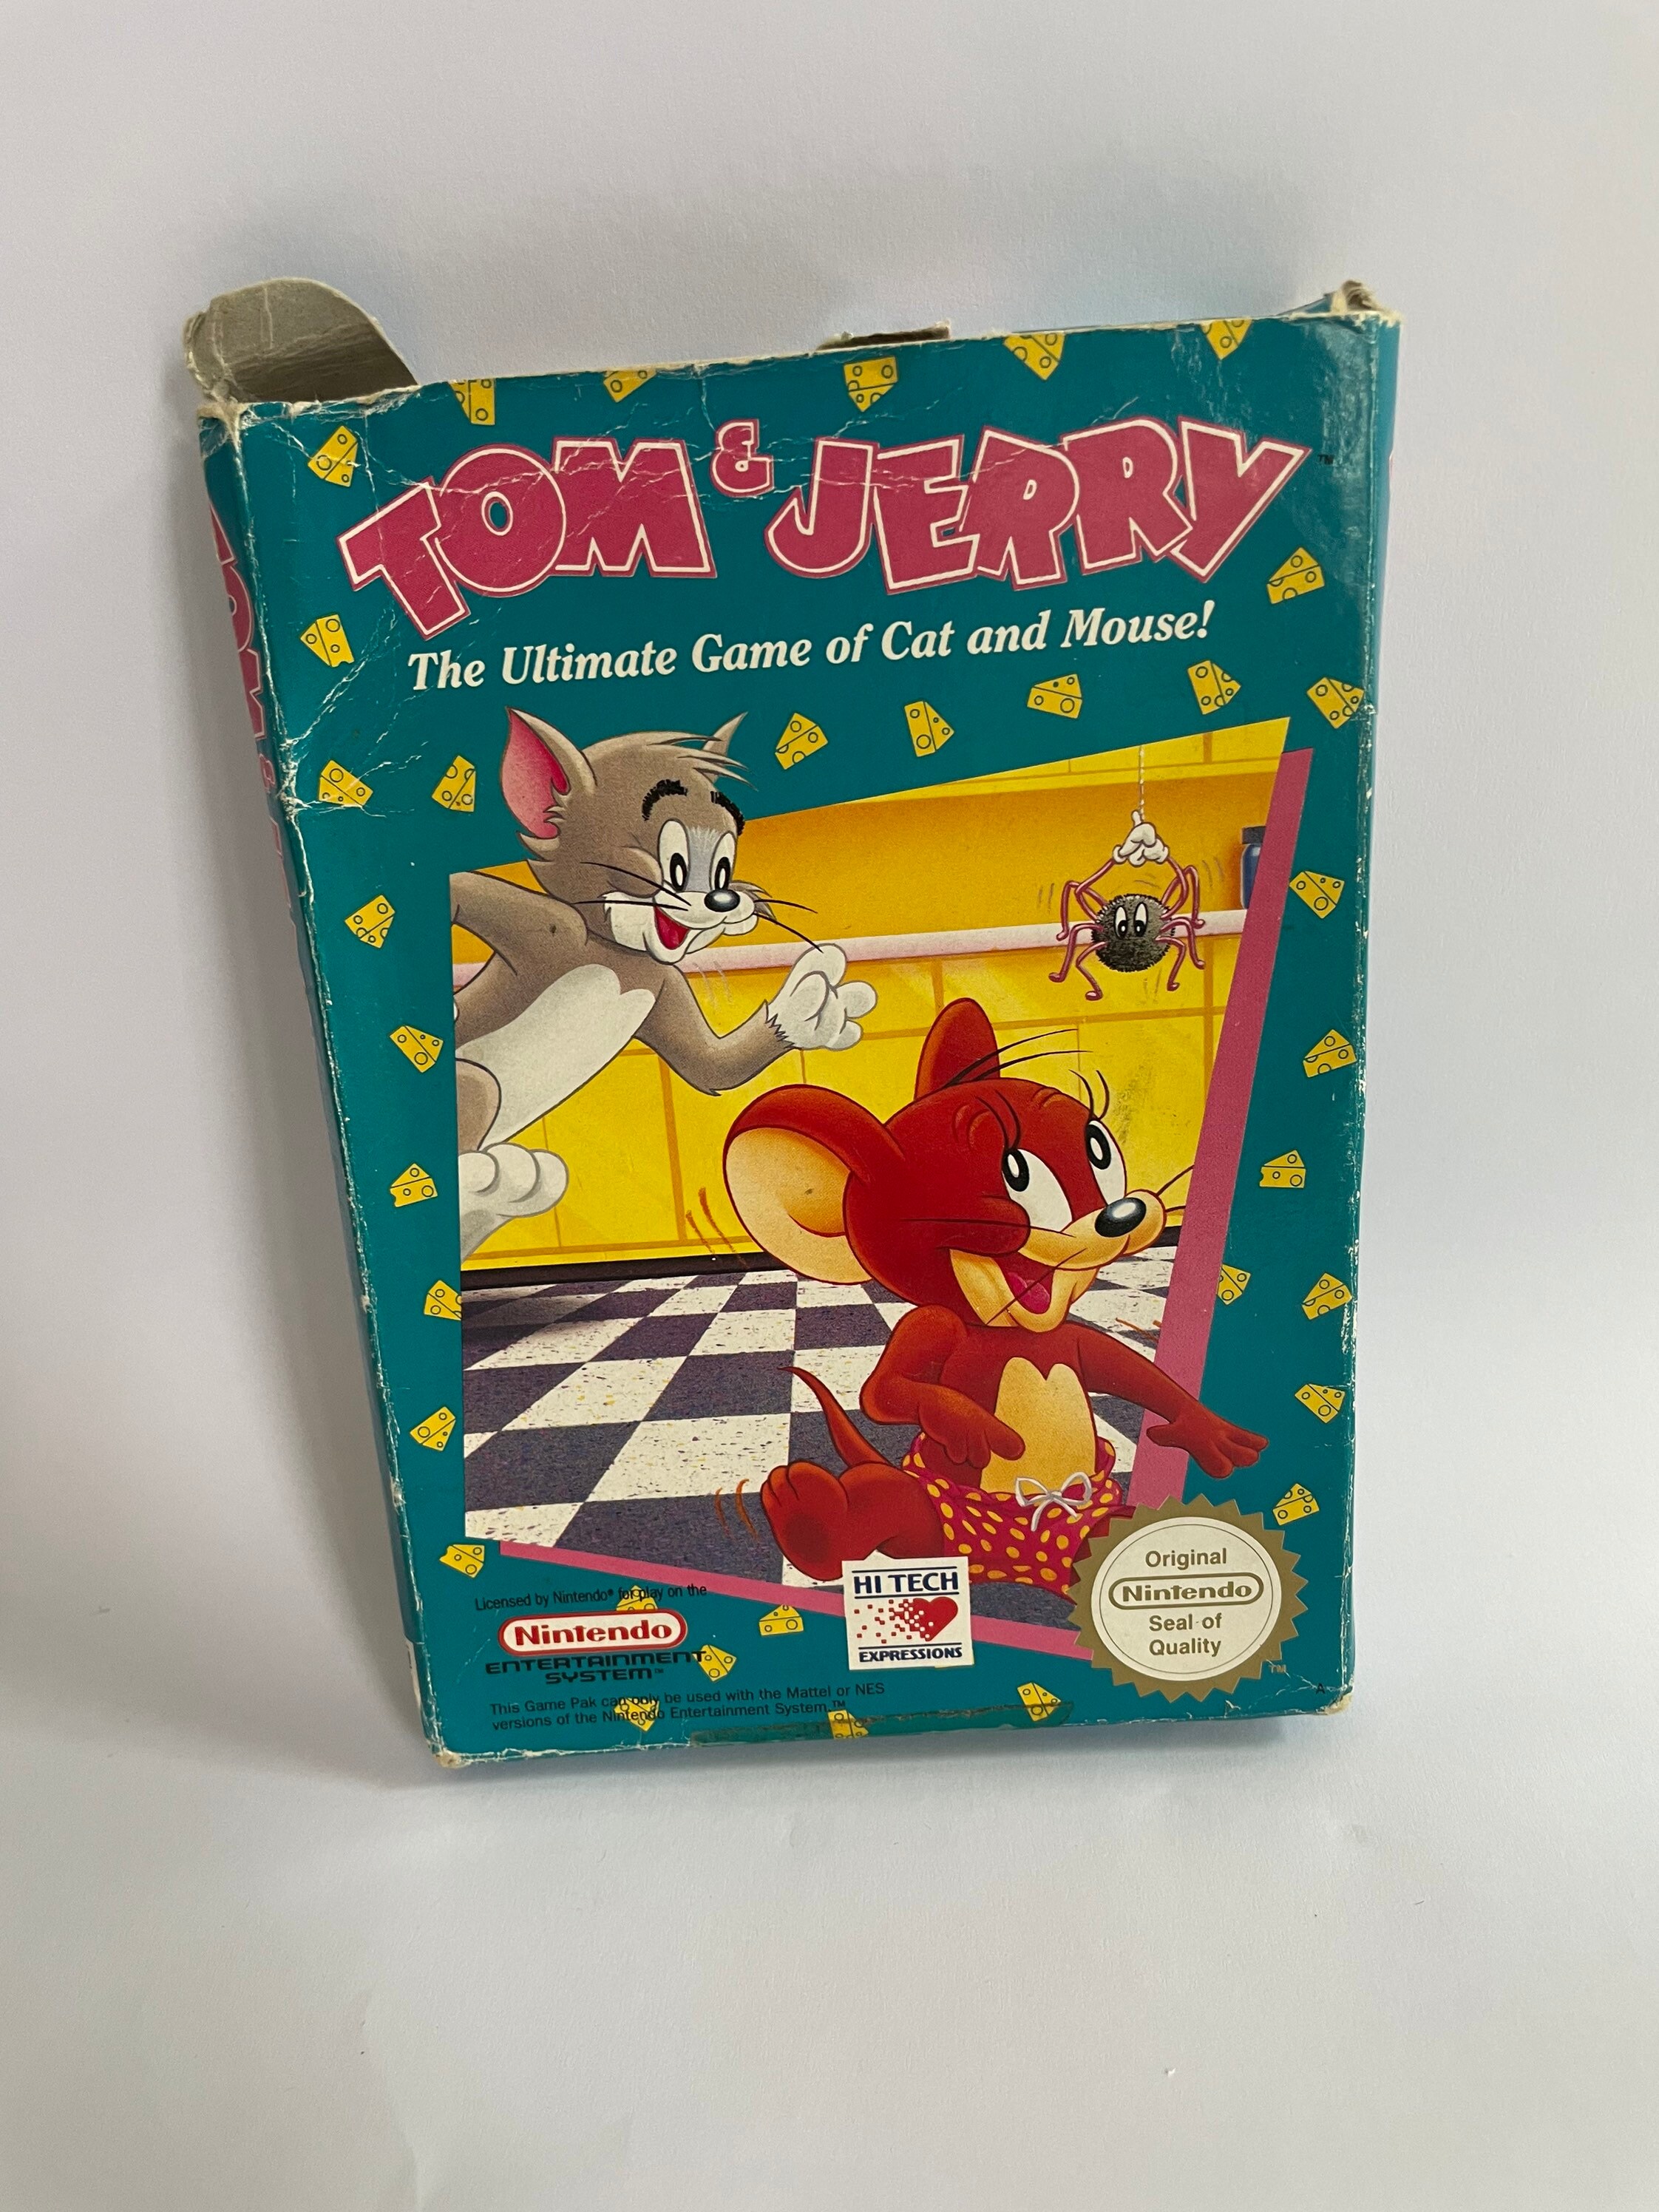 TOM & JERRY™
The Ultimate Game of Cat and Mouse!
Licensed by Nintendo® for play on the
Nintendo
ENTERTAINMENT
SYSTEM™
This Game Pak can only be used with the Mattel or NES
versions of the Nintendo Entertainment System.™
HI TECH
EXPRESSIONS
Original
Nintendo
Seal of
Quality
TM
A